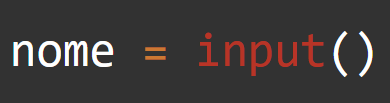 nome = input()